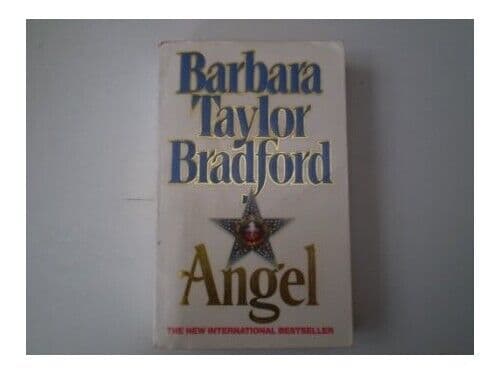 Barbara
Taylor
Bradford
Angel
THE NEW INTERNATIONAL BESTSELLER